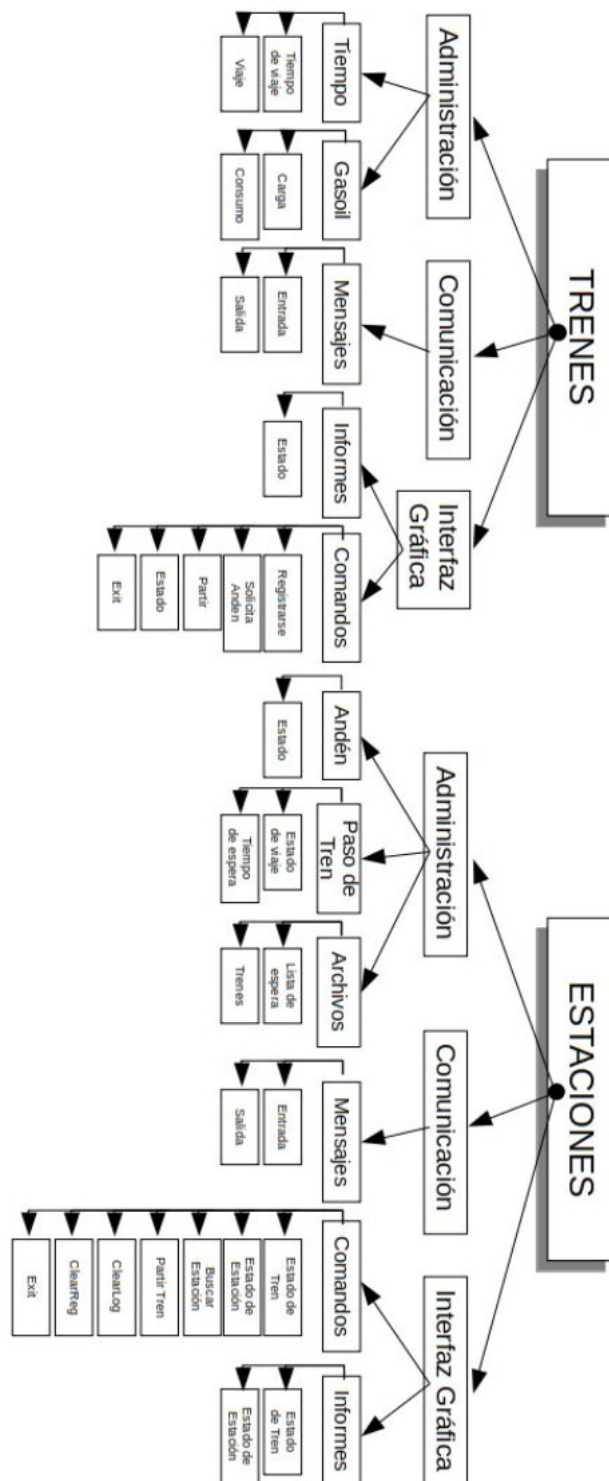 TRENES
ESTACIONES
Administración
Comunicación
Interfaz
Gráfica
Administración
Comunicación
Interfaz Gráfica
Tiempo
Gasoil
Mensajes
Informes
Comandos
Andén
Paso de
Tren
Archivos
Mensajes
Comandos
Informes
Tiempo
de viaje
Viaje
Carga
Consumo
Entrada
Salida
Estado
Registrarse
Solicita
Anden
Partir
Estado
Exit
Estado
Estado
de viaje
Tiempo
de espera
Lista de
espera
Trenes
Entrada
Salida
Estado de
Tren
Estado de
Estación
Buscar
Estación
Partir Tren
ClearLog
ClearReg
Exit
Estado
de Tren
Estado de
Estación